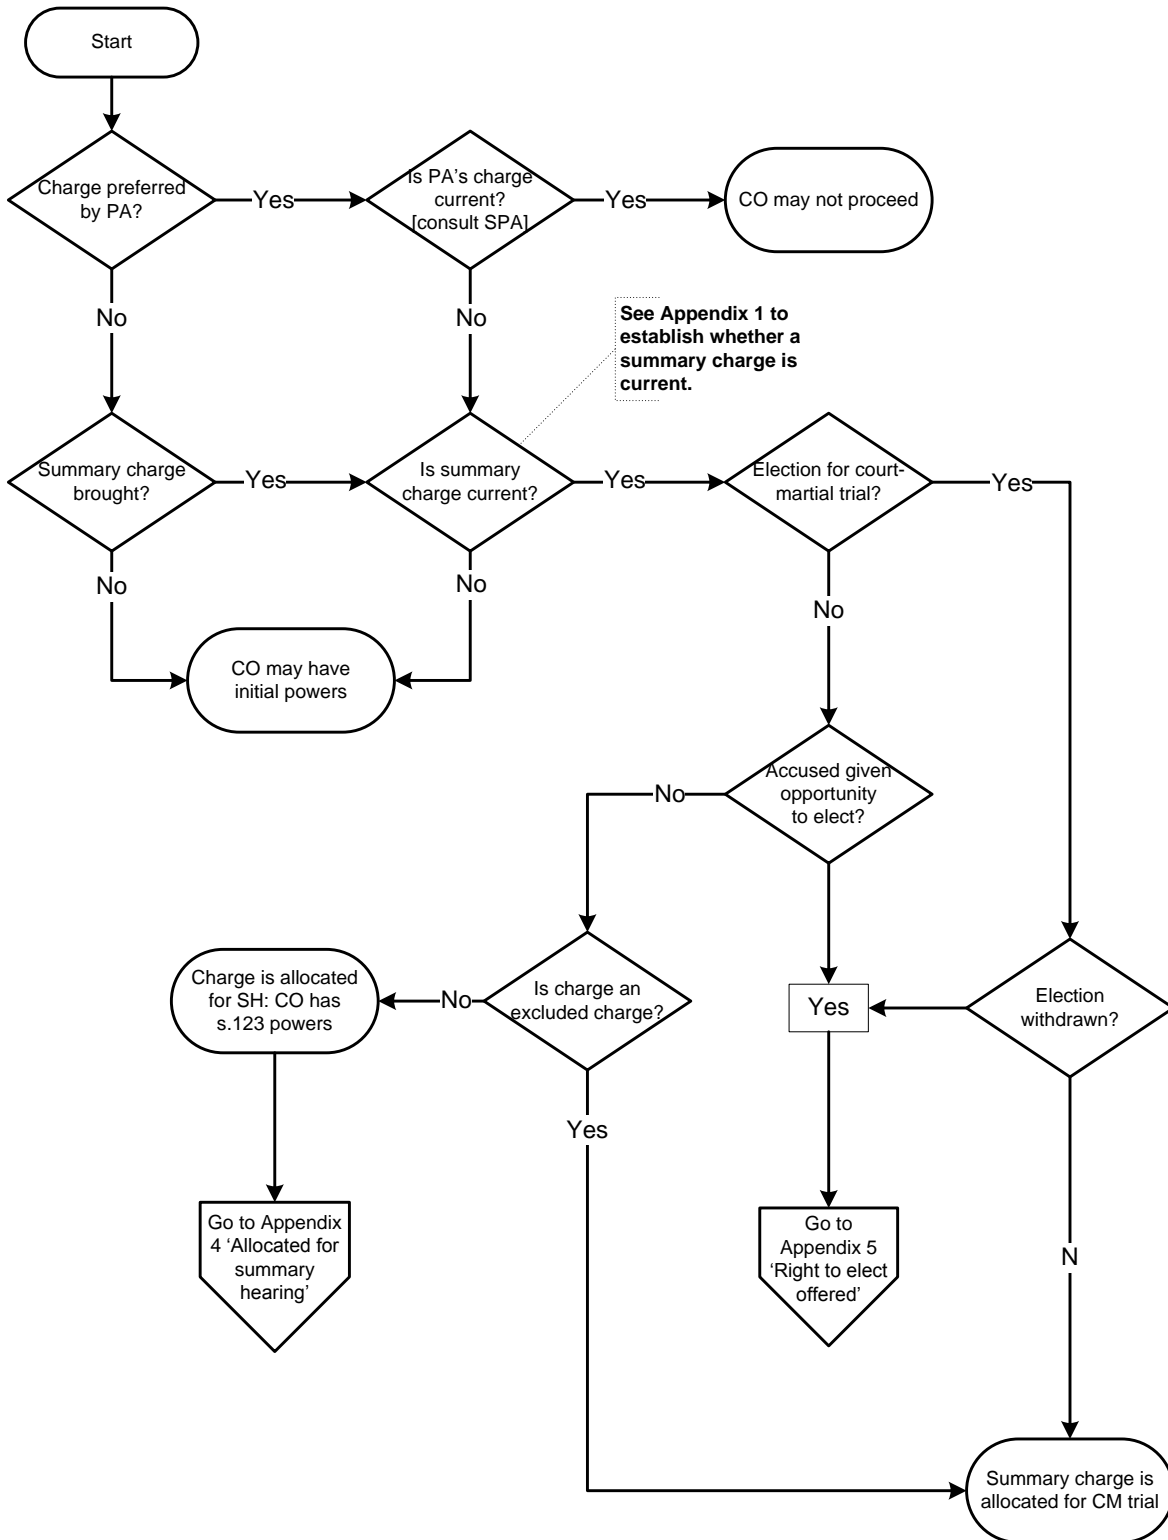 Start
Charge preferred
by PA?
Yes
Is PA's charge
current?
[consult SPA]
Yes
CO may not proceed
No
No
See Appendix 1 to
establish whether a
summary charge is
current.
Summary charge
brought?
Yes
Is summary
charge current?
Yes
Election for court-
martial trial?
Yes
No
No
No
CO may have
initial powers
Accused given
opportunity
to elect?
No
Charge is allocated
for SH: CO has
s.123 powers
No
Is charge an
excluded charge?
Yes
Election
withdrawn?
Yes
Go to Appendix
4 ‘Allocated for
summary
hearing’
Go to
Appendix 5
‘Right to elect
offered’
N
Summary charge is
allocated for CM trial